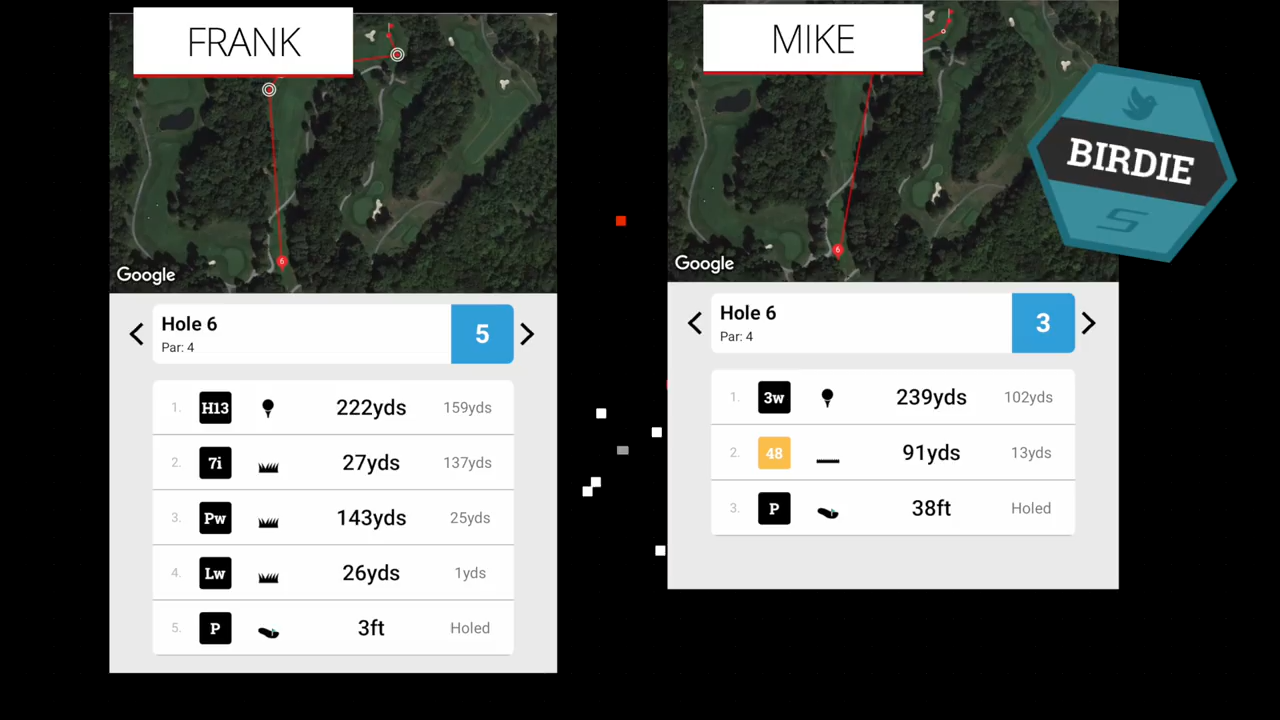 FRANK
6
Google
Hole 6
Par: 4
5
1. H13 222yds 159yds
2. 7i 27yds 137yds
3. Pw 143yds 25yds
4. Lw 26yds 1yds
5. P 3ft Holed
MIKE
BIRDIE
S
6
Google
Hole 6
Par: 4
3
1. 3w 239yds 102yds
2. 48 91yds 13yds
3. P 38ft Holed